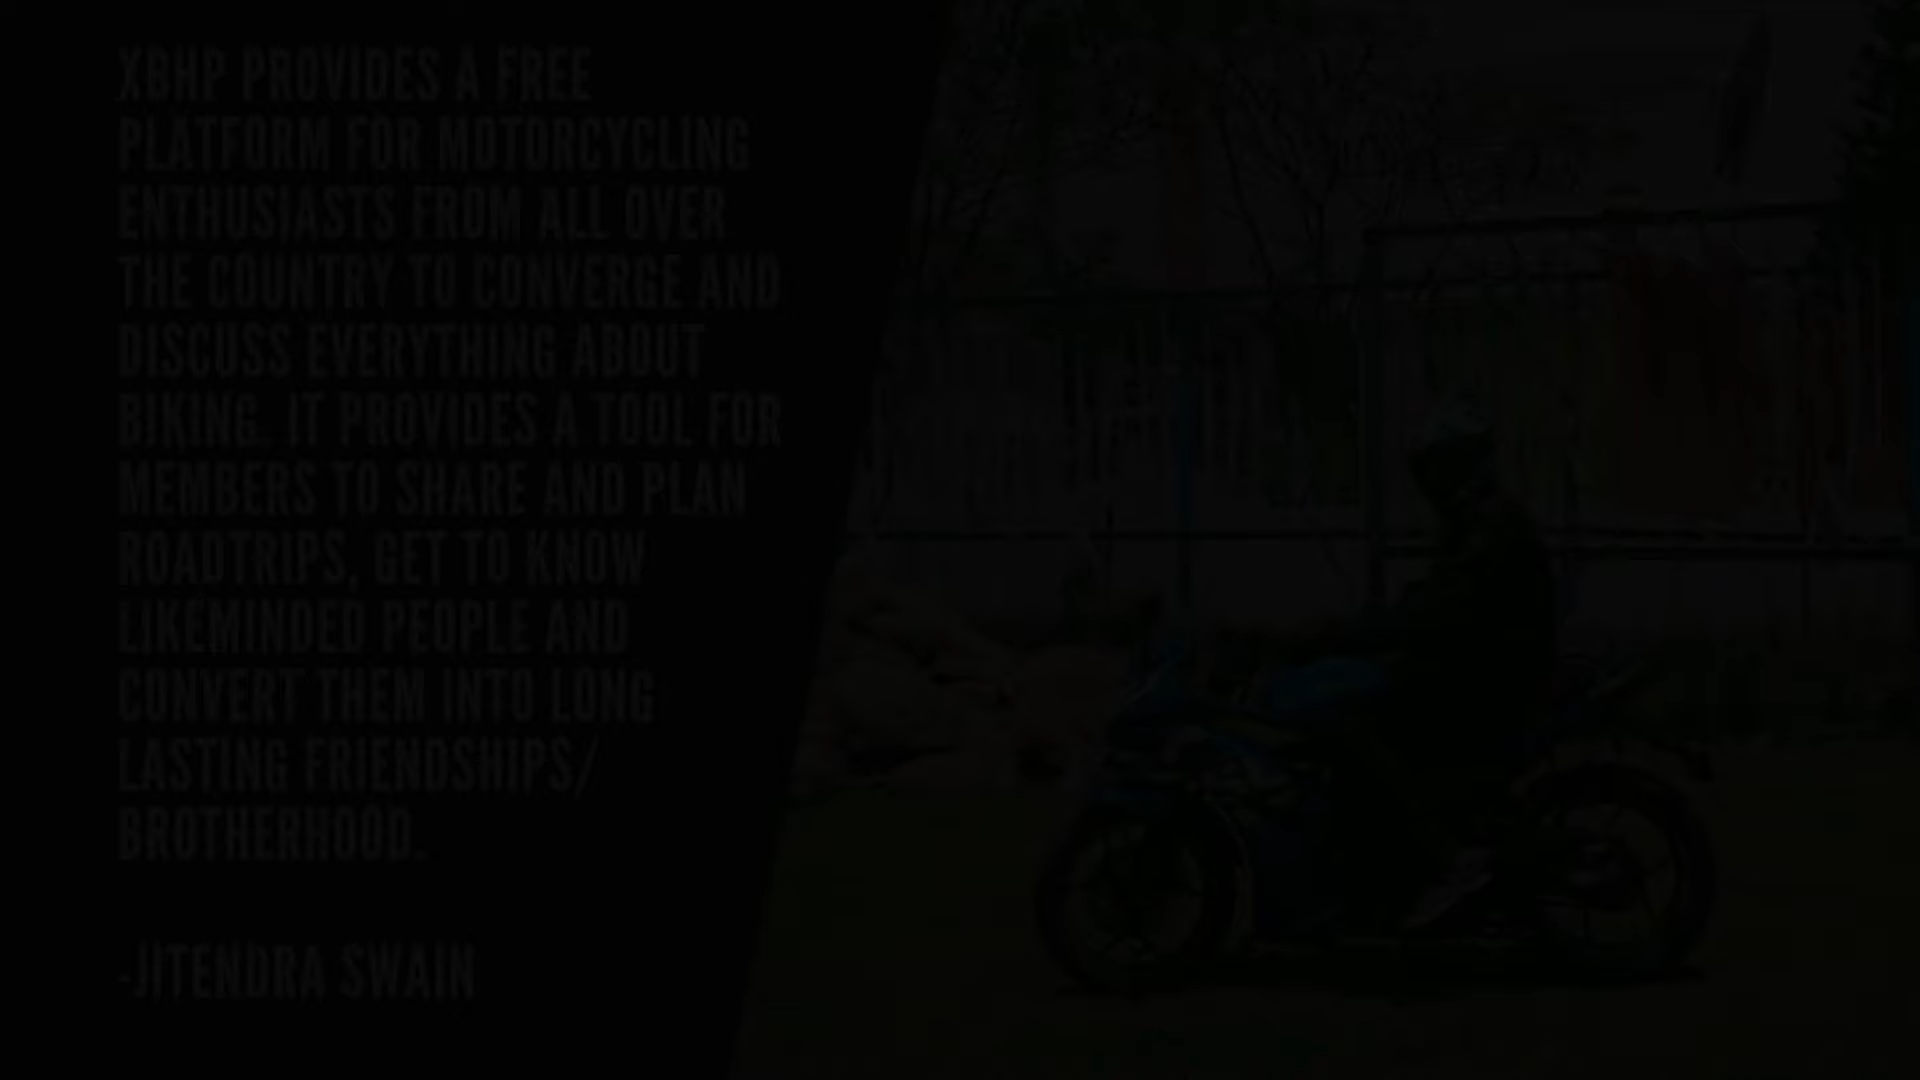 XBHP PROVIDES A FREE
PLATFORM FOR MOTORCYCLING
ENTHUSIASTS FROM ALL OVER
THE COUNTRY TO CONVERGE AND
DISCUSS EVERYTHING ABOUT
BIKING. IT PROVIDES A TOOL FOR
MEMBERS TO SHARE AND PLAN
ROADTRIPS, GET TO KNOW
LIKEMINDED PEOPLE AND
CONVERT THEM INTO LONG
LASTING FRIENDSHIPS/
BROTHERHOOD.
-JITENDRA SWAIN